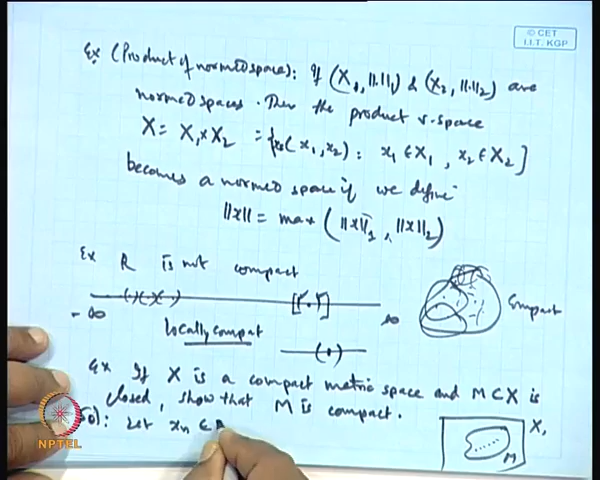 © CET
I.I.T. KGP
Ex (Product of normed space): If (X₁, ||.||₁) & (X₂, ||.||₂) are
normed spaces. Then the product v. space
X = X₁ × X₂ = {x=(x₁, x₂) : x₁ ∈ X₁, x₂ ∈ X₂]
becomes a normed space if we define
||x|| = max (||x||₁, ||x||₂)
Ex R is not compact
-∞ ∞
Compact
locally compat
Ex If X is a compact metric space and M ⊂ X is
closed, show that M is compact.
Sol: Let xₙ ∈
X,
M
NPTEL